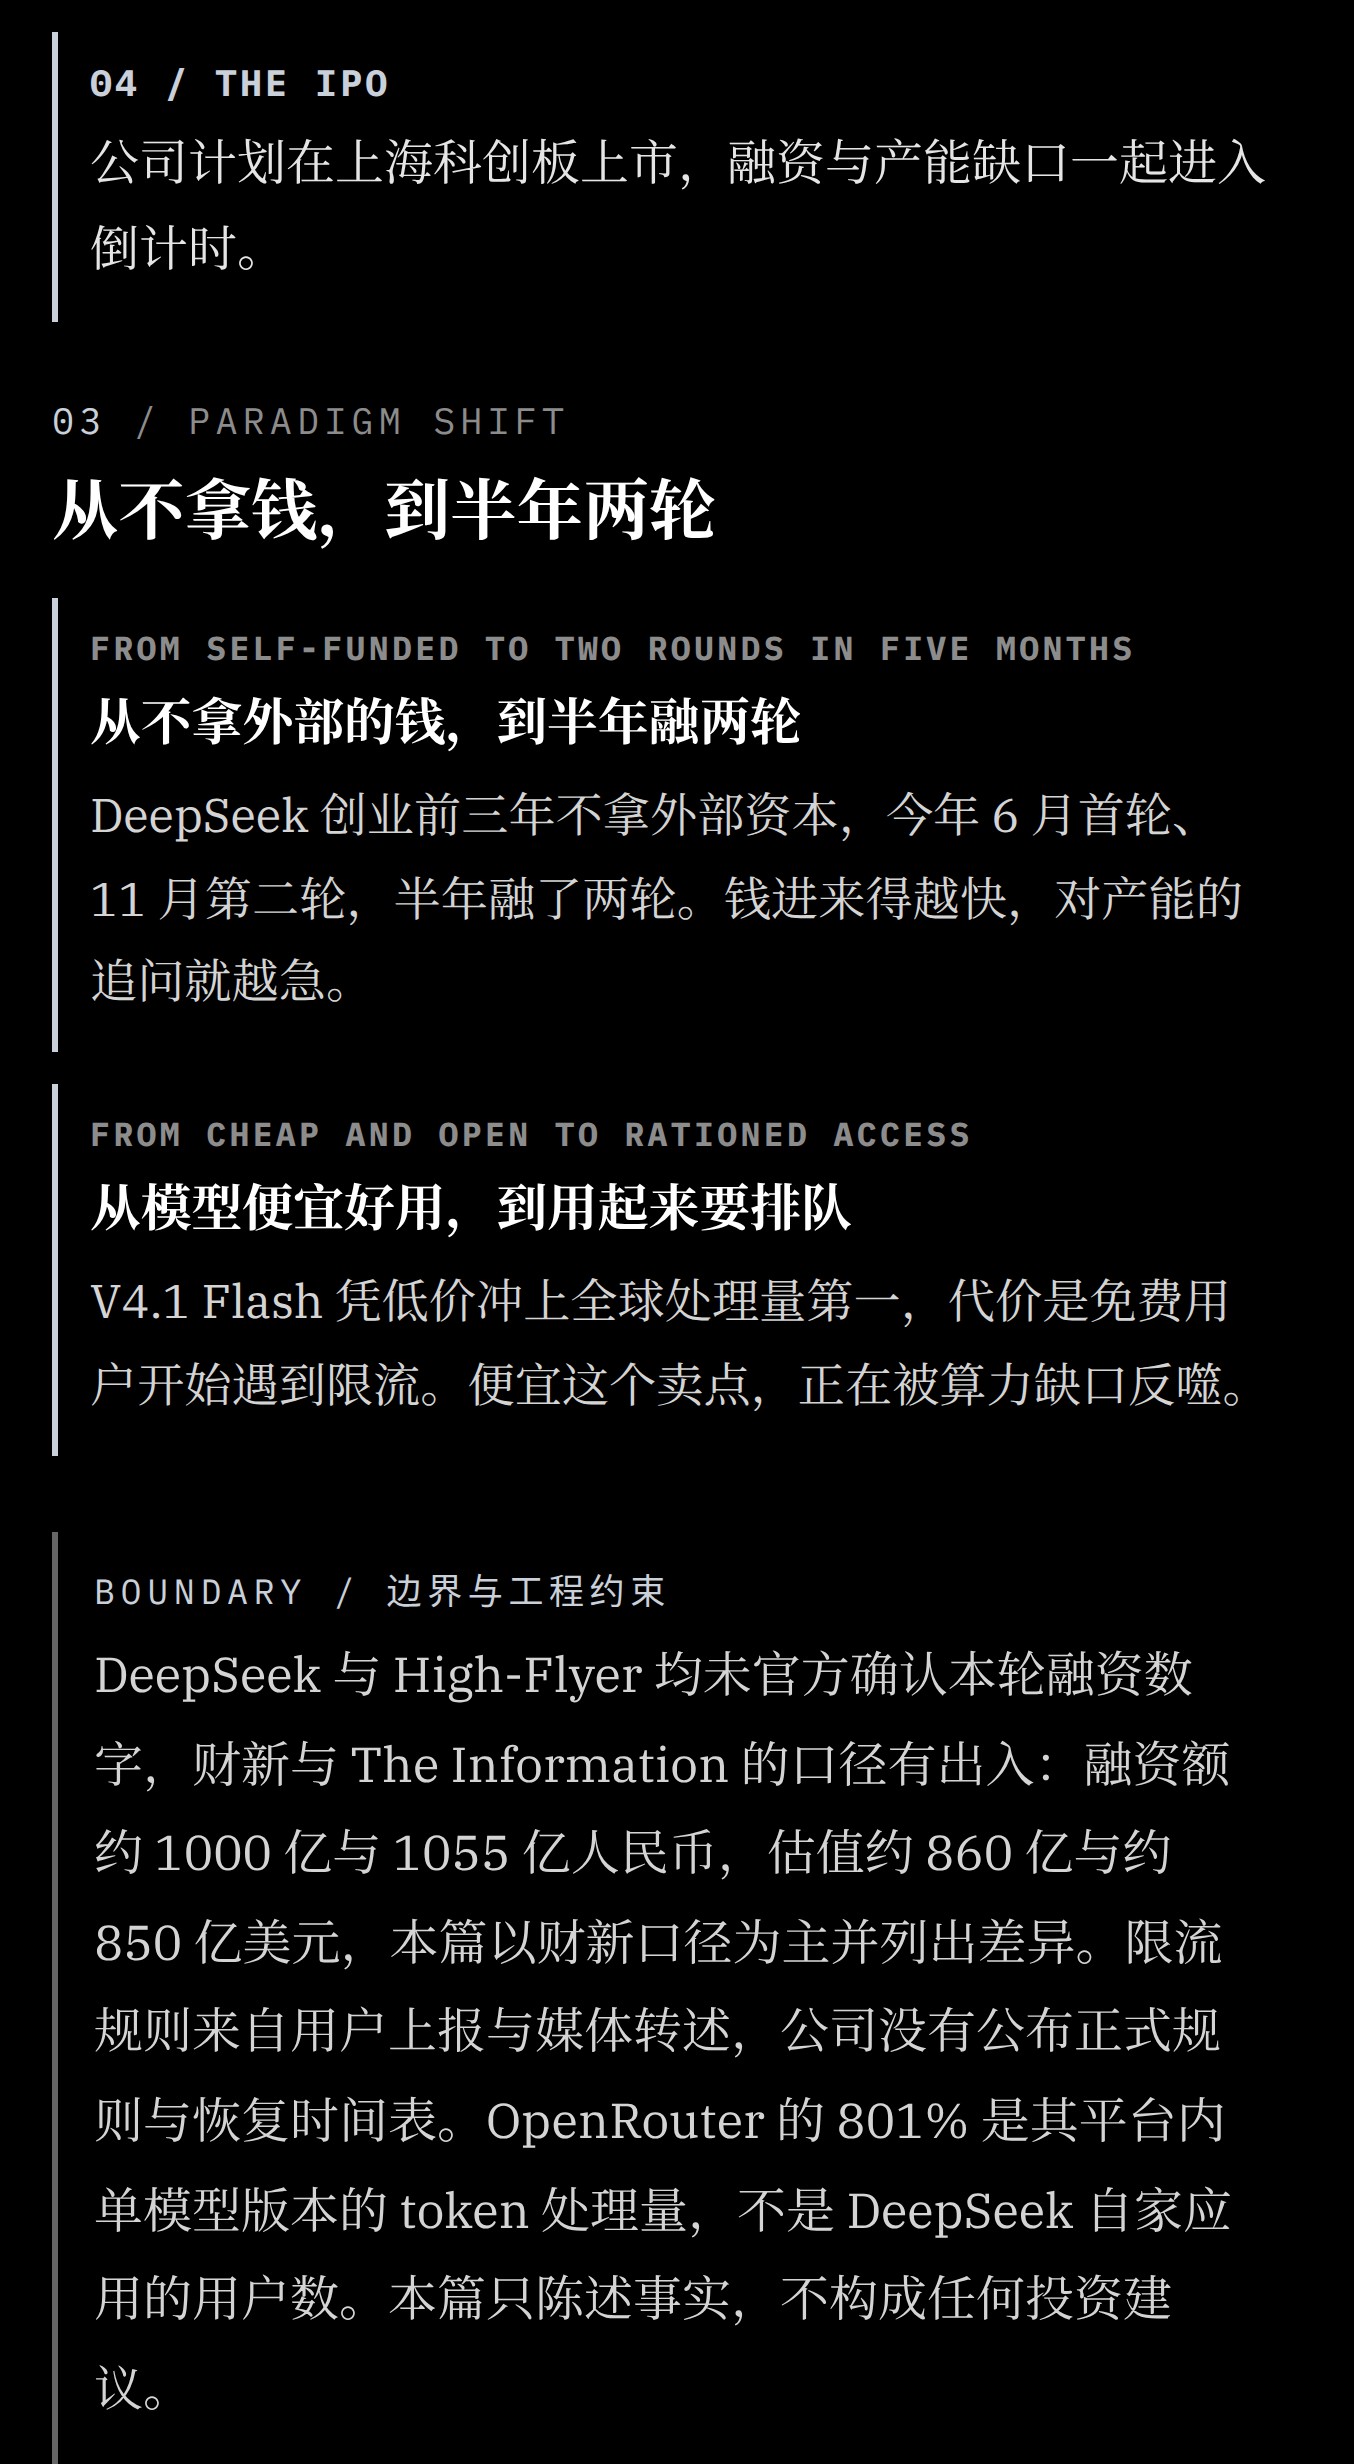 04 / THE IPO
公司计划在上海科创板上市，融资与产能缺口一起进入
倒计时。
03 / PARADIGM SHIFT
从不拿钱，到半年两轮
FROM SELF-FUNDED TO TWO ROUNDS IN FIVE MONTHS
从不拿外部的钱，到半年融两轮
DeepSeek 创业前三年不拿外部资本，今年 6 月首轮、
11 月第二轮，半年融了两轮。钱进来得越快，对产能的
追问就越急。
FROM CHEAP AND OPEN TO RATIONED ACCESS
从模型便宜好用，到用起来要排队
V4.1 Flash 凭低价冲上全球处理量第一，代价是免费用
户开始遇到限流。便宜这个卖点，正在被算力缺口反噬。
BOUNDARY / 边界与工程约束
DeepSeek 与 High-Flyer 均未官方确认本轮融资数
字，财新与 The Information 的口径有出入：融资额
约 1000 亿与 1055 亿人民币，估值约 860 亿与约
850 亿美元，本篇以财新口径为主并列出差异。限流
规则来自用户上报与媒体转述，公司没有公布正式规
则与恢复时间表。OpenRouter 的 801% 是其平台内
单模型版本的 token 处理量，不是 DeepSeek 自家应
用的用户数。本篇只陈述事实，不构成任何投资建
议。